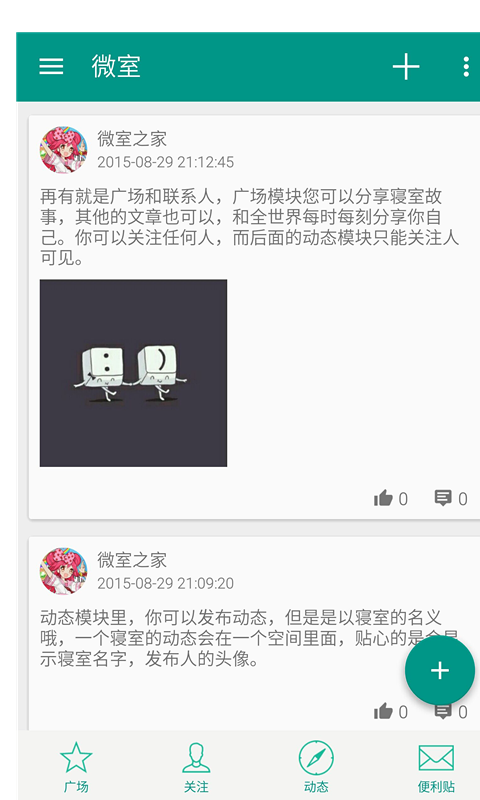 微室
微室之家
2015-08-29 21:12:45
再有就是广场和联系人，广场模块您可以分享寝室故
事，其他的文章也可以，和全世界每时每刻分享你自
己。你可以关注任何人，而后面的动态模块只能关注人
可见。
:
)
0 0
微室之家
2015-08-29 21:09:20
动态模块里，你可以发布动态，但是是以寝室的名义
哦，一个寝室的动态会在一个空间里面，贴心的是会显
示寝室名字，发布人的头像。
0 0
广场 关注 动态 便利贴